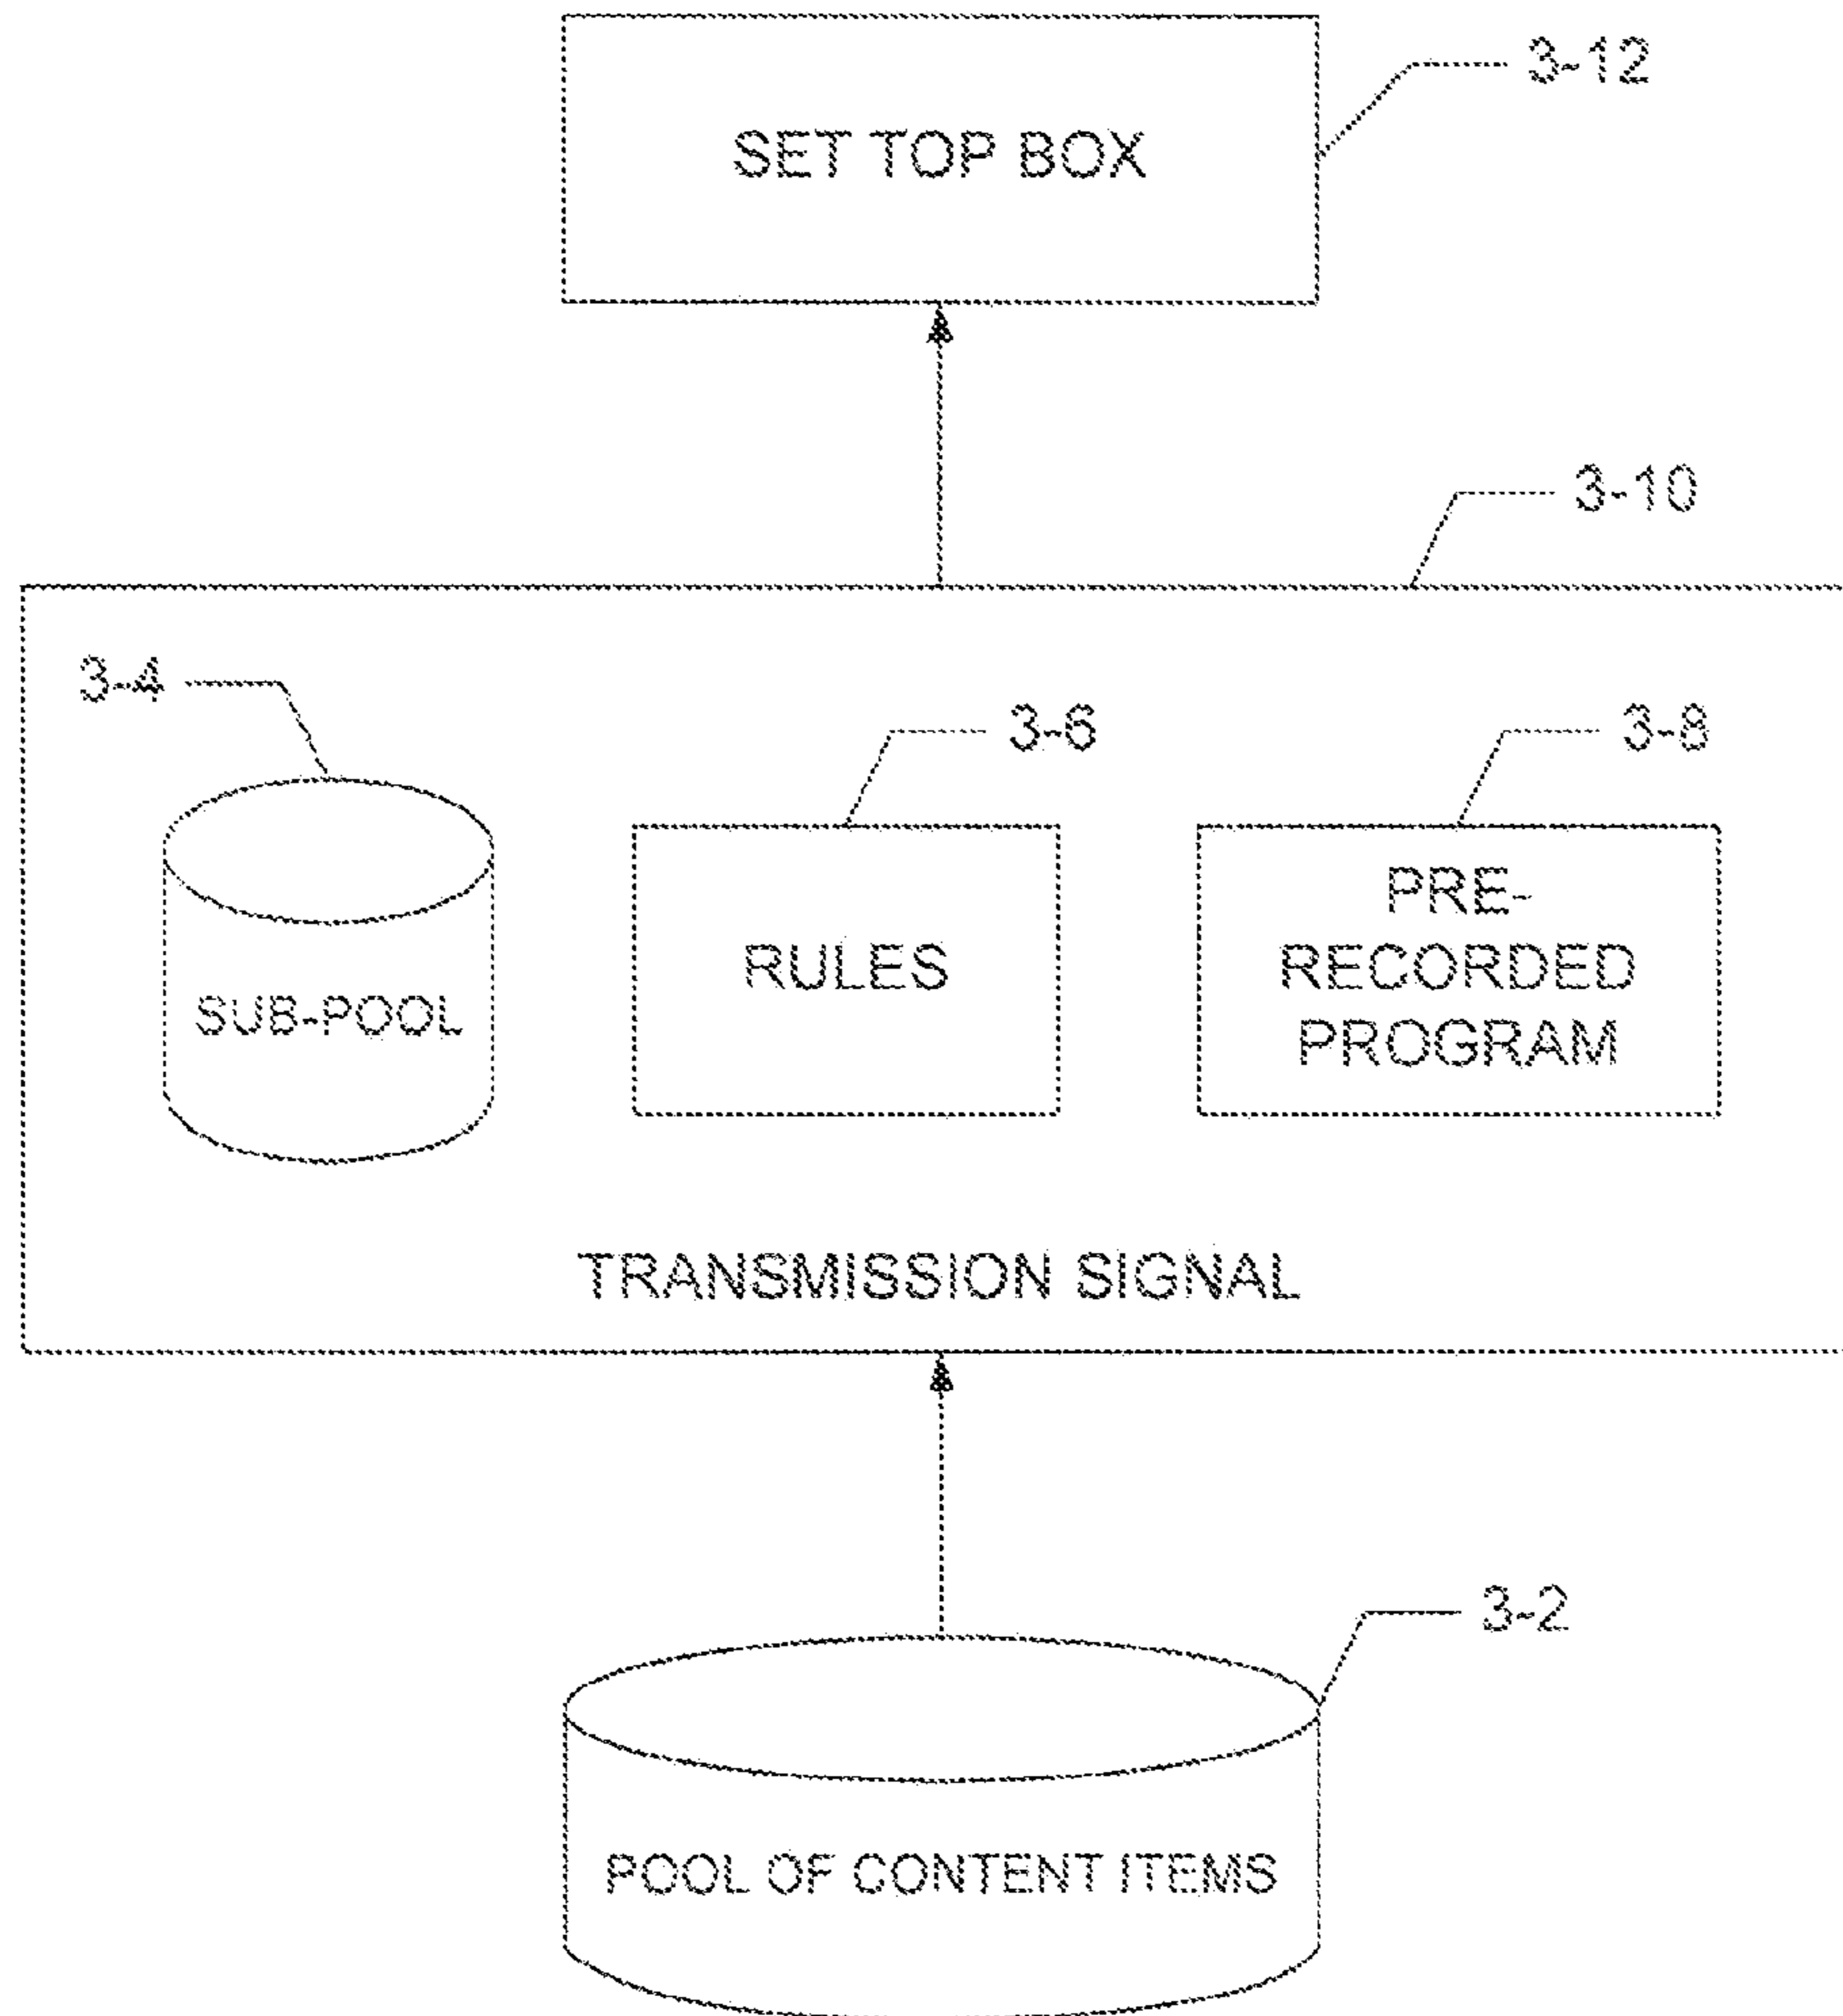 3-12
SET TOP BOX
3-10
3-4
3-6
3-8
SUB-POOL
RULES
PRE-
RECORDED
PROGRAM
TRANSMISSION SIGNAL
3-2
POOL OF CONTENT ITEMS